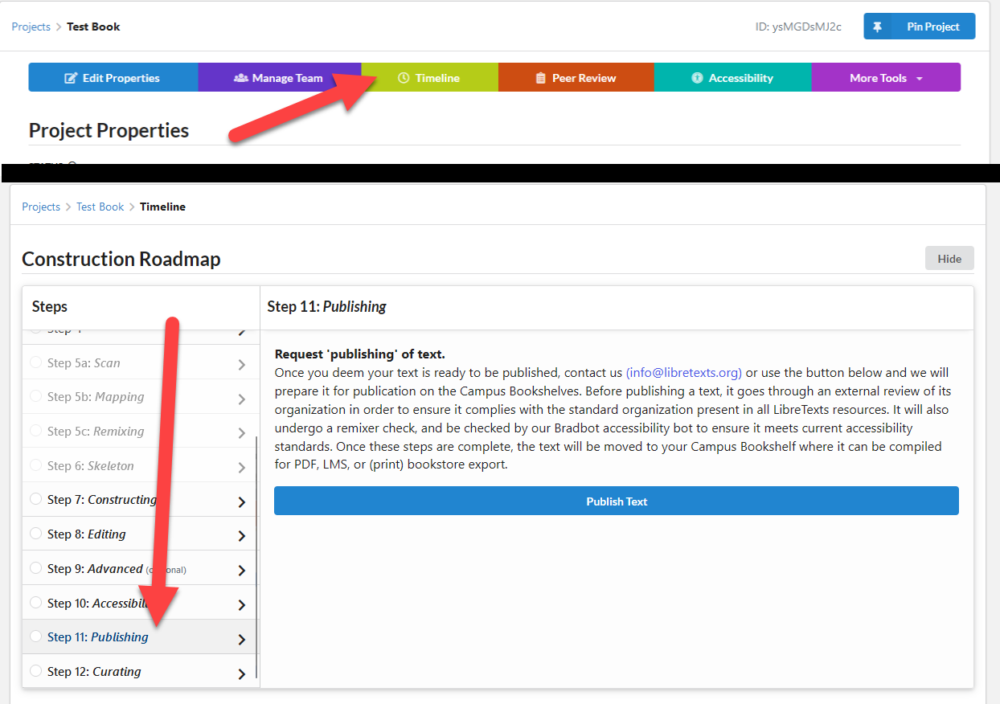 Projects > Test Book
ID: ysMGDsMJ2c
Pin Project
Edit Properties
Manage Team
Timeline
Peer Review
Accessibility
More Tools
Project Properties
Projects > Test Book > Timeline
Construction Roadmap
Hide
Steps
Step 5a: Scan
Step 5b: Mapping
Step 5c: Remixing
Step 6: Skeleton
Step 7: Constructing
Step 8: Editing
Step 9: Advanced
Step 10:
Step 11: Publishing
Step 12: Curating
Step 11: Publishing
Request 'publishing' of text.
Once you deem your text is ready to be published, contact us (info@libretexts.org) or use the button below and we will
prepare it for publication on the Campus Bookshelves. Before publishing a text, it goes through an external review of its
organization in order to ensure it complies with the standard organization present in all LibreTexts resources. It will also
undergo a remixer check, and be checked by our Bradbot accessibility bot to ensure it meets current accessibility
standards. Once these steps are complete, the text will be moved to your Campus Bookshelf where it can be compiled
for PDF, LMS, or (print) bookstore export.
Publish Text